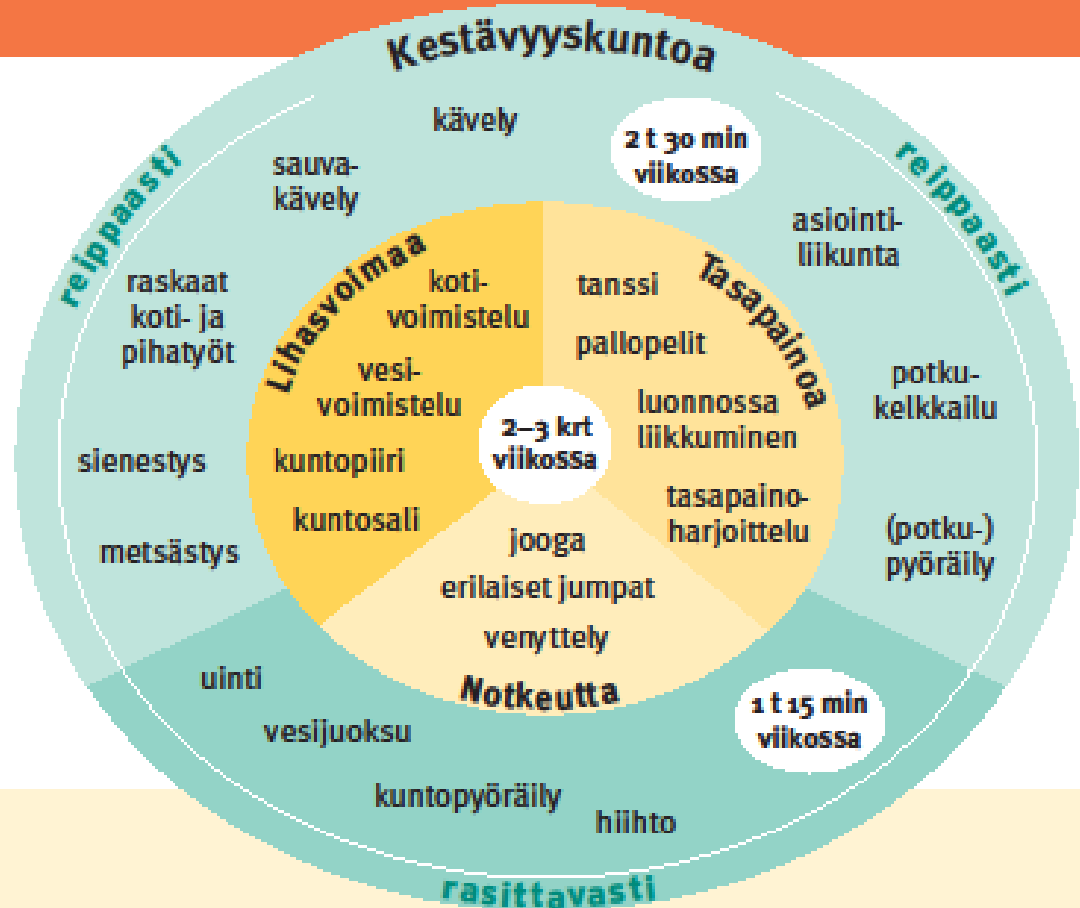 Kestävyyskuntoa
reippaasti
reippaasti
kävely
2 t 30 min
viikossa
sauva-
kävely
asiointi-
liikunta
raskaat
koti- ja
pihatyöt
potku-
kelkkailu
sienestys
metsästys
(potku-)
pyöräily
Lihasvoimaa
koti-
voimistelu
vesi-
voimistelu
kuntopiiri
kuntosali
Tasapainoa
tanssi
pallopelit
luonnossa
liikkuminen
tasapaino-
harjoittelu
2–3 krt
viikossa
jooga
erilaiset jumpat
venyttely
Notkeutta
uinti
vesijuoksu
kuntopyöräily
hiihto
1 t 15 min
viikossa
rasittavasti